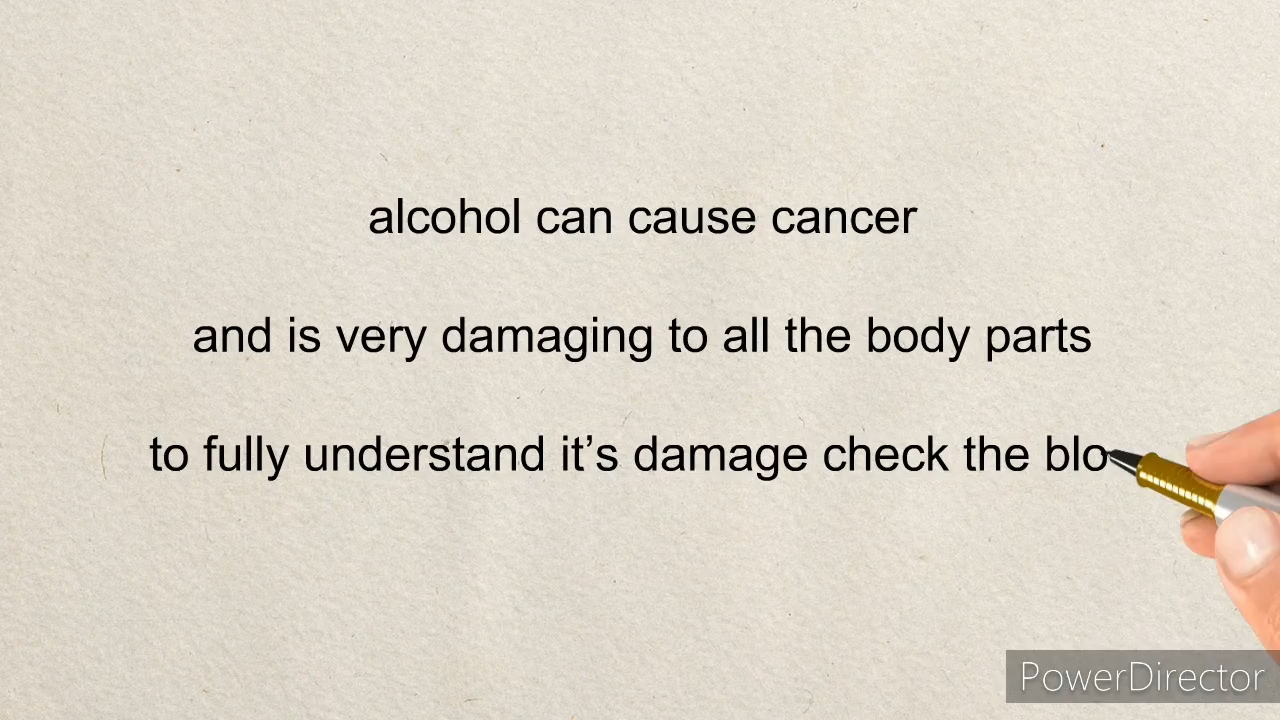 alcohol can cause cancer
and is very damaging to all the body parts
to fully understand it’s damage check the blo
PowerDirector